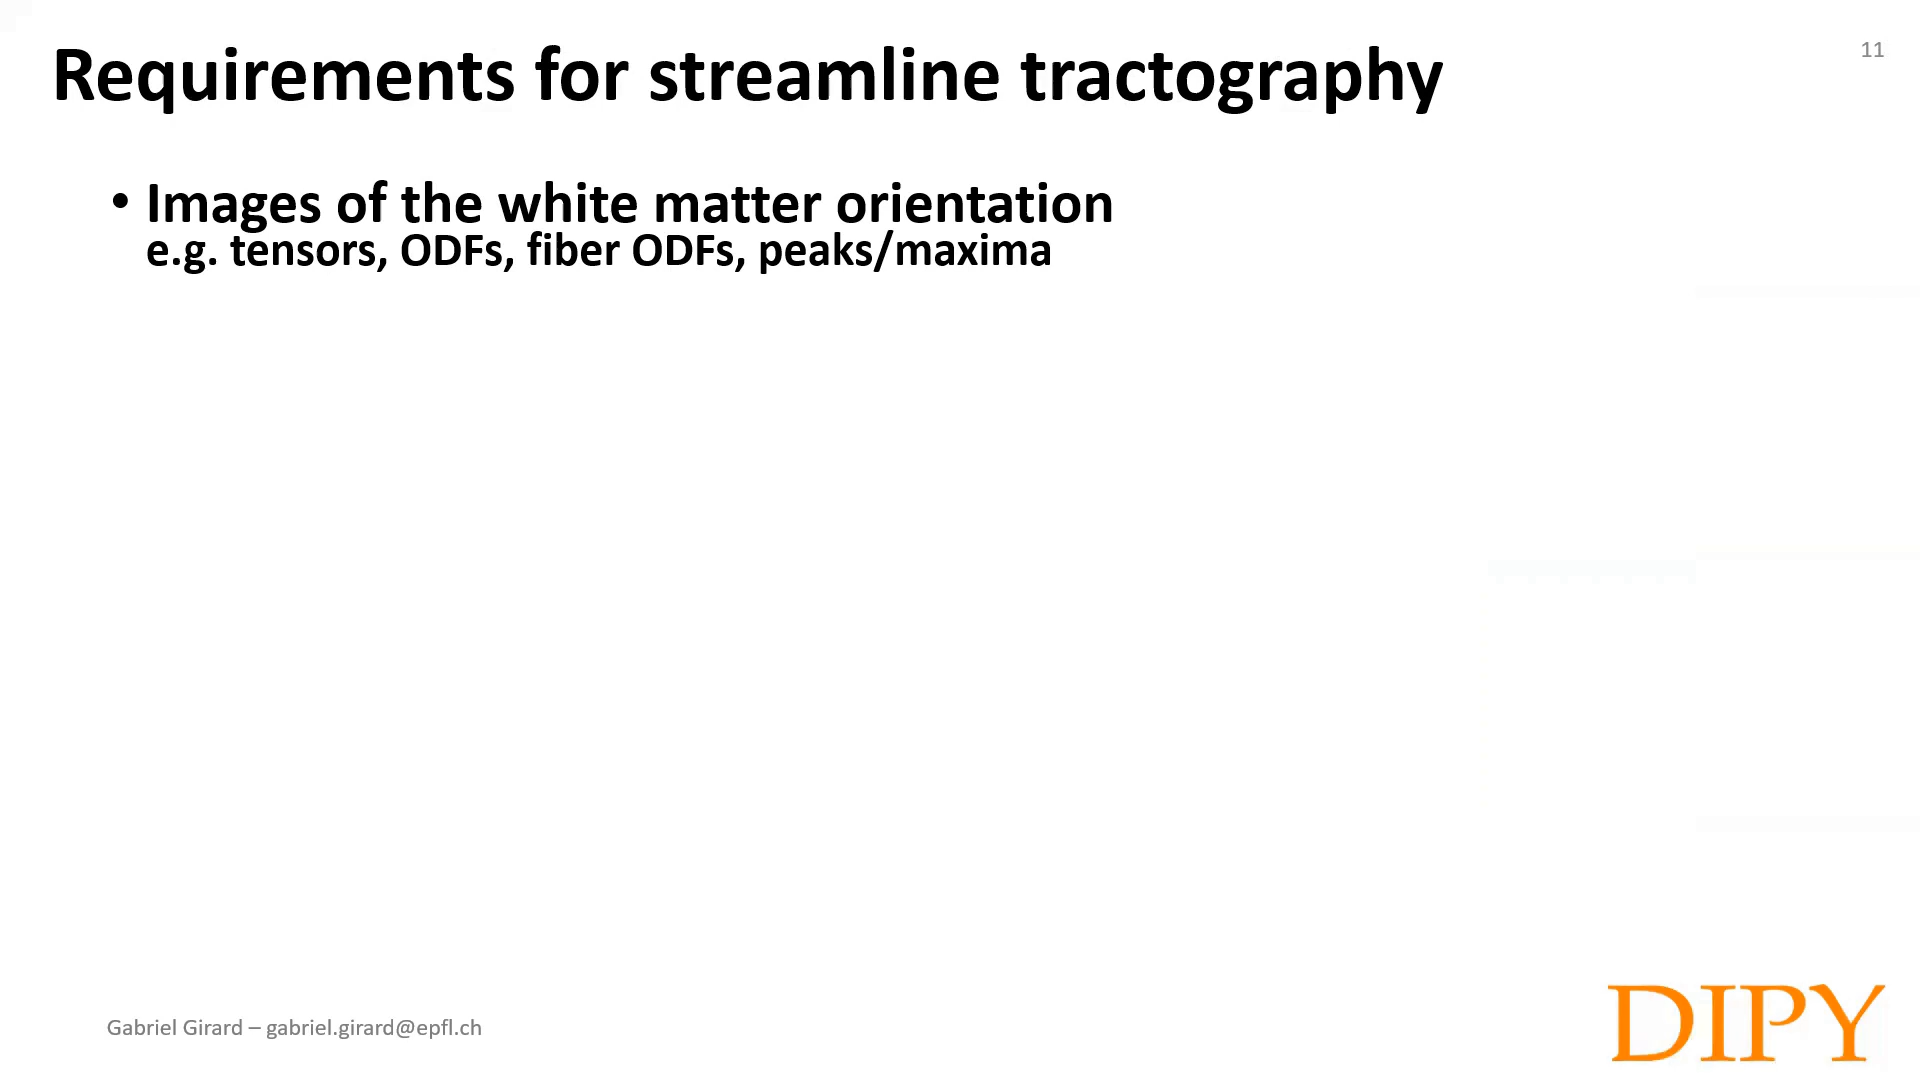 Requirements for streamline tractography
11
• Images of the white matter orientation
e.g. tensors, ODFs, fiber ODFs, peaks/maxima
Gabriel Girard – gabriel.girard@epfl.ch
DIPY